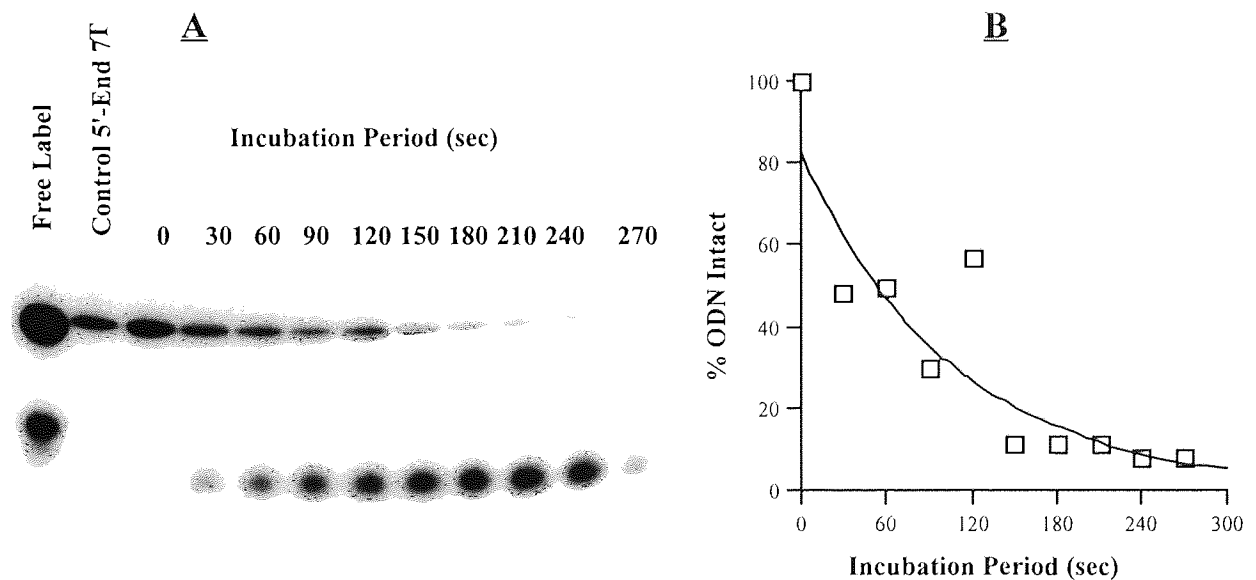 A
Free Label
Control 5'-End 7T
Incubation Period (sec)
0 30 60 90 120 150 180 210 240 270
B
% ODN Intact
100
80
60
40
20
0
0 60 120 180 240 300
Incubation Period (sec)